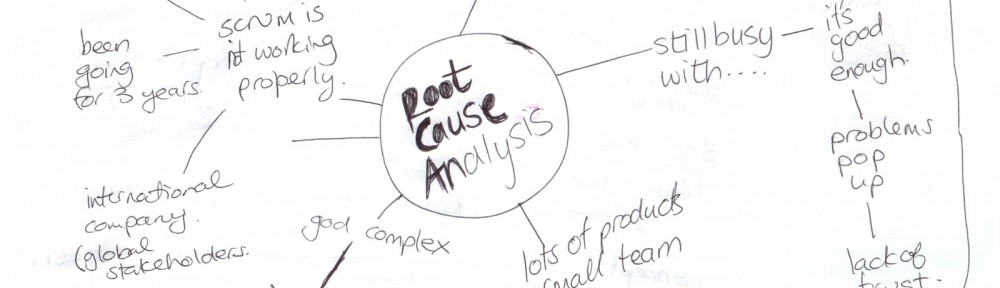 been
going
for 3 years.
scrum is
not working
properly.
international
company.
(global
stakeholders.
Root
Cause
Analysis
god complex
lots of products
small team
still busy
with....
it's
good
enough.
problems
pop
up
lack of
trust.